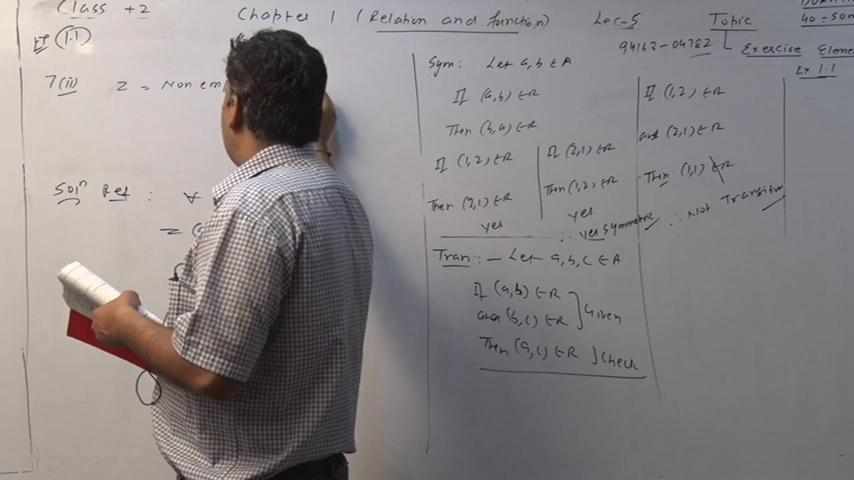 Class +2
Chapter 1 (Relation and function)
Lec-5
Topic
40-50m
94163-04782
Exercise
Ex 1.1
(1.1)
7(ii) Z = Non em
Soln Ref : ∀
Z
Sym: Let a,b ∈ A
If (a,b) ∈ R
Then (b,a) ∈ R
If (1,2) ∈ R
Then (2,1) ∈ R
yes
If (2,1) ∈ R
Then (1,2) ∈ R
yes
∴ yes Symmetric
Tran: - Let a,b,c ∈ A
If (a,b) ∈ R
and (b,c) ∈ R ] Given
Then (a,c) ∈ R ] Check
If (1,2) ∈ R
and (2,1) ∈ R
Then (1,1) ∉ R
∴ Not Transitive